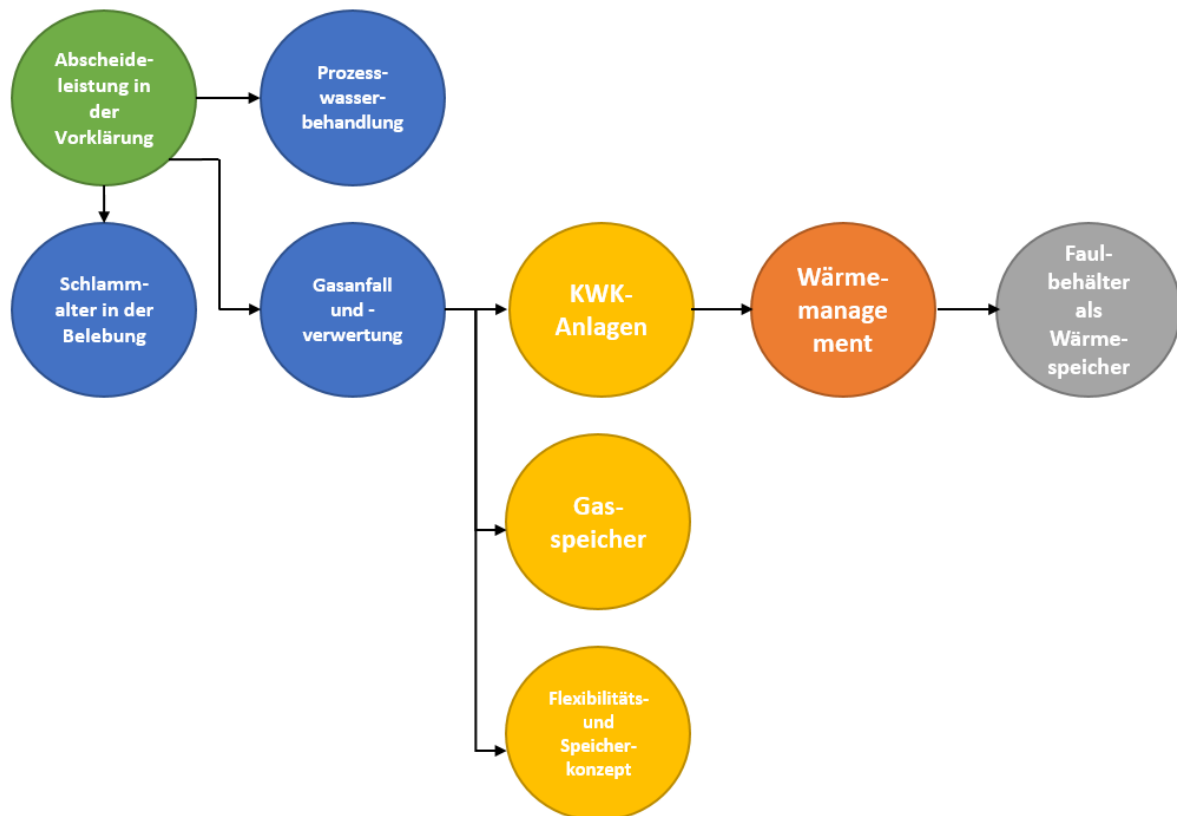 Abscheide-
leistung in
der
Vorklärung
Prozess-
wasser-
behandlung
Schlamm-
alter in der
Belebung
Gasanfall
und -
verwertung
KWK-
Anlagen
Wärme-
manage
ment
Faul-
behälter
als
Wärme-
speicher
Gas-
speicher
Flexibilitäts-
und
Speicher-
konzept